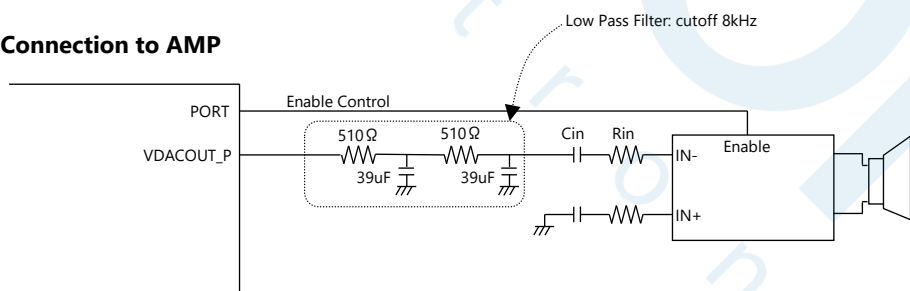 Low Pass Filter: cutoff 8kHz
Connection to AMP
PORT
Enable Control
510Ω
510Ω
Cin
Rin
Enable
VDACOUT_P
IN-
39uF
39uF
IN+